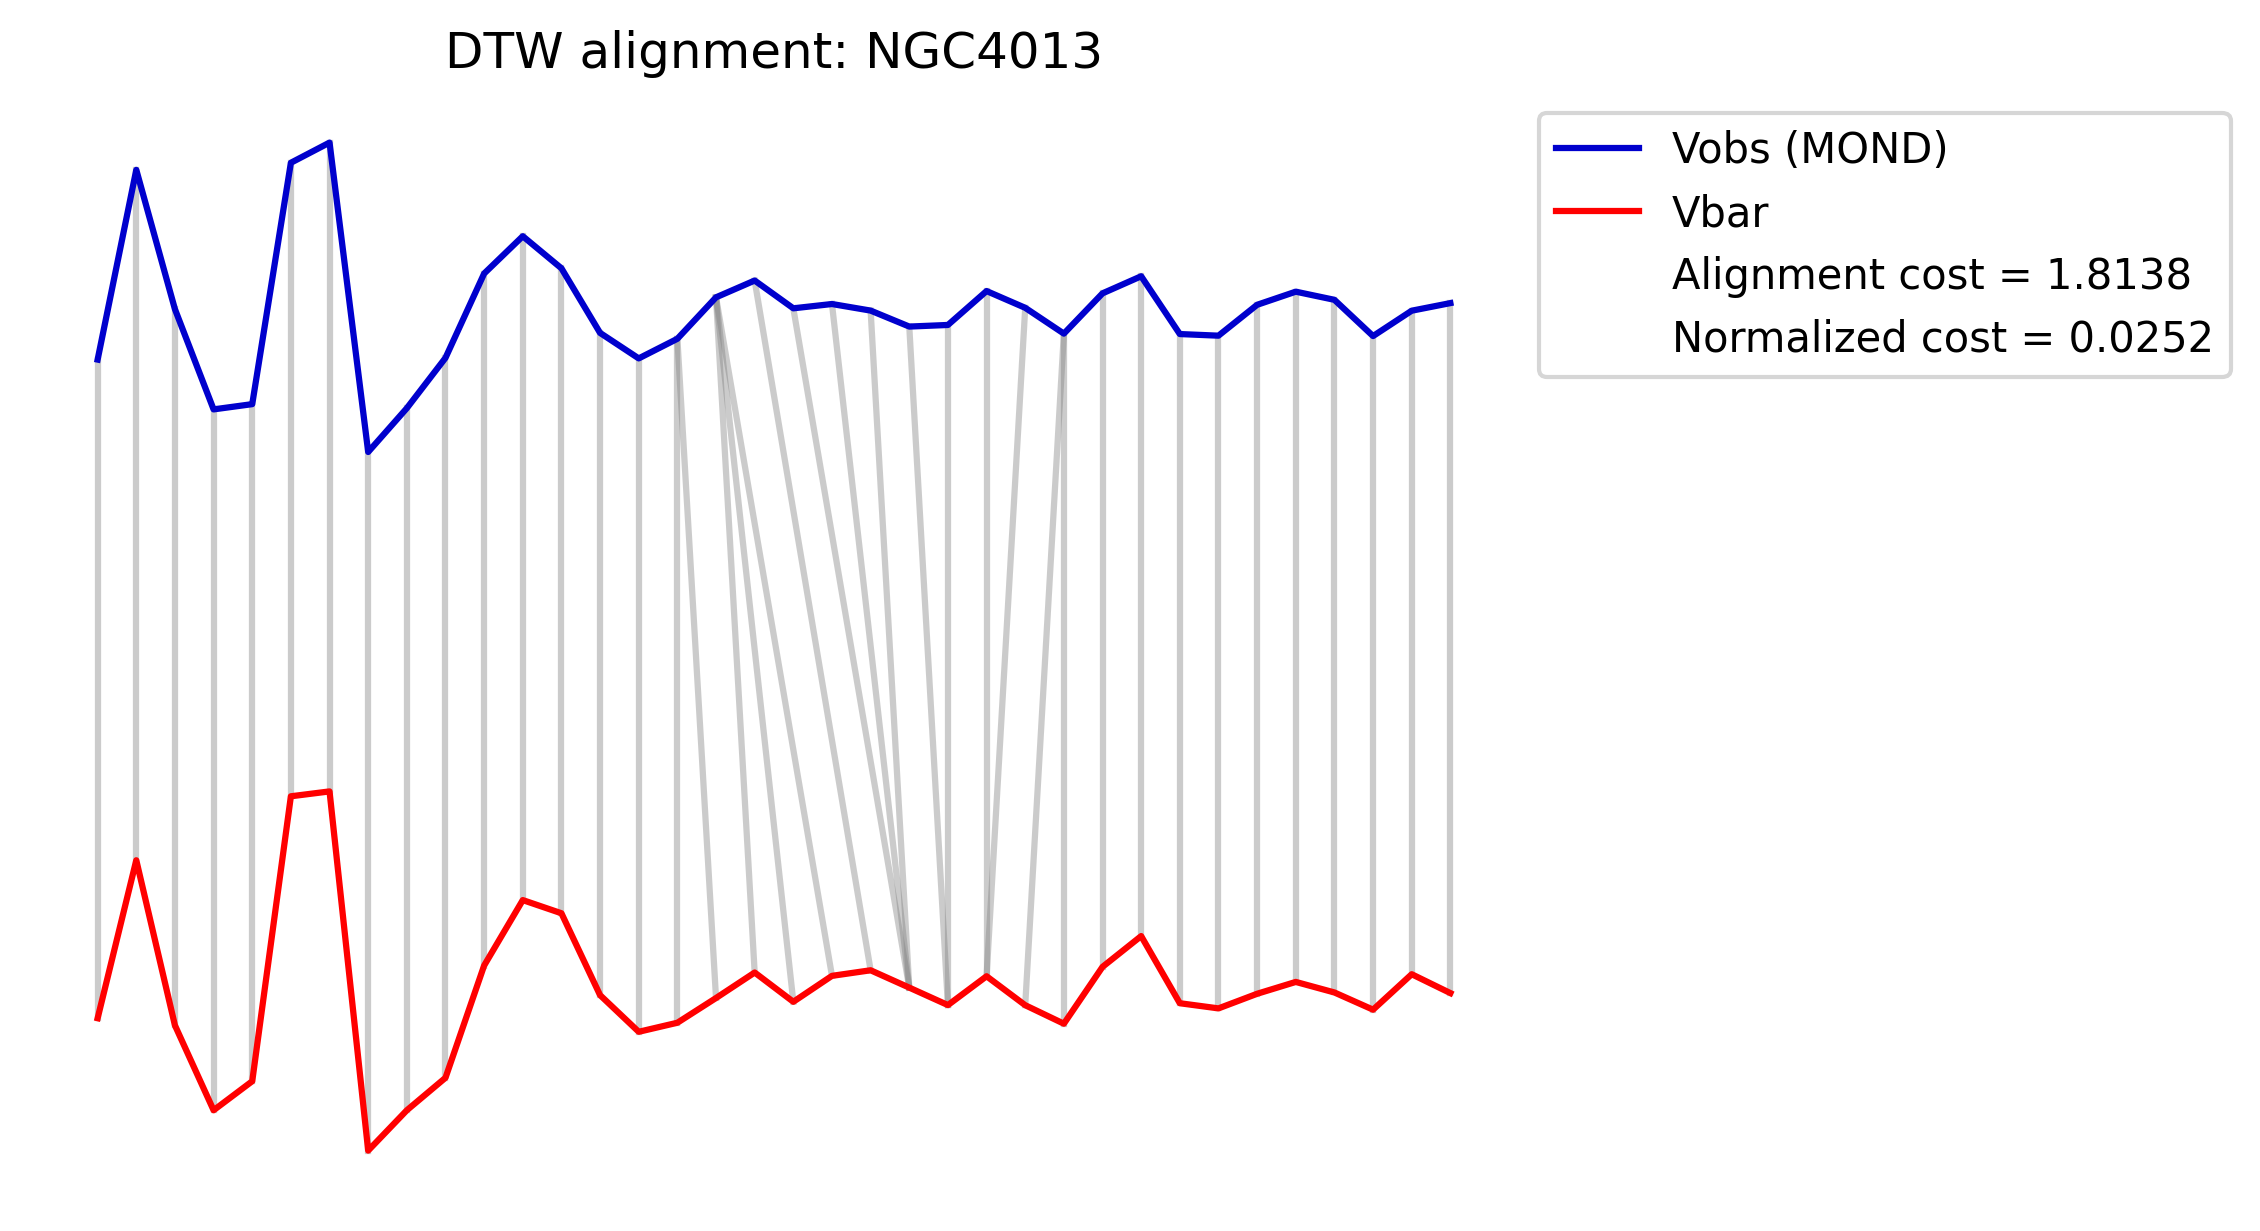 DTW alignment: NGC4013
Vobs (MOND)
Vbar
Alignment cost = 1.8138
Normalized cost = 0.0252